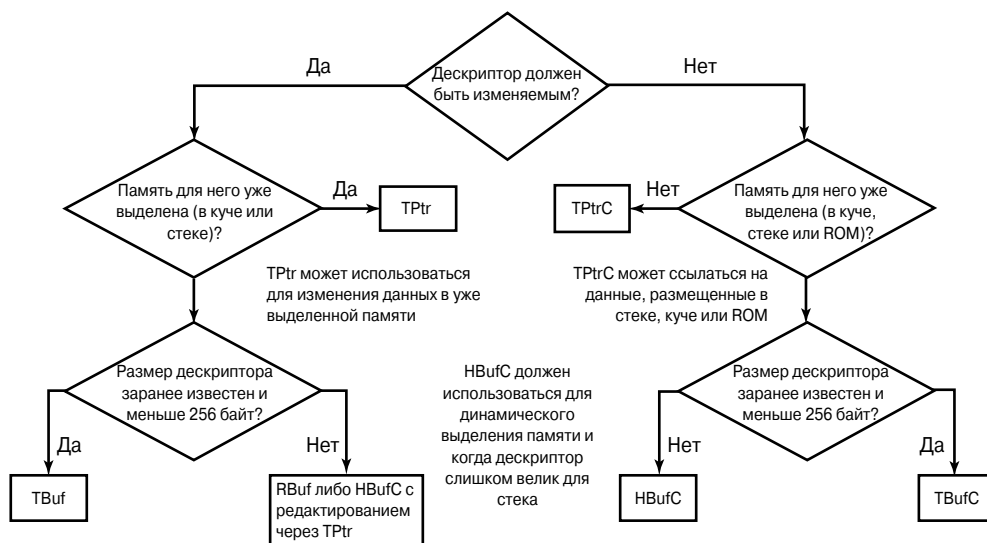 Да
Дескриптор должен
быть изменяемым?
Нет
Память для него уже
выделена (в куче или
стеке)?
Да
TPtr
TPtrC
Нет
Память для него уже
выделена (в куче,
стеке или ROM)?
TPtr может использоваться
для изменения данных в уже
выделенной памяти
TPtrC может ссылаться на
данные, размещенные в
стеке, куче или ROM
Размер дескриптора
заранее известен и
меньше 256 байт?
HBufC должен
использоваться для
динамического
выделения памяти и
когда дескриптор
слишком велик для
стека
Размер дескриптора
заранее известен и
меньше 256 байт?
Да
Нет
Нет
Да
TBuf
RBuf либо HBufC с
редактированием
через TPtr
HBufC
TBufC